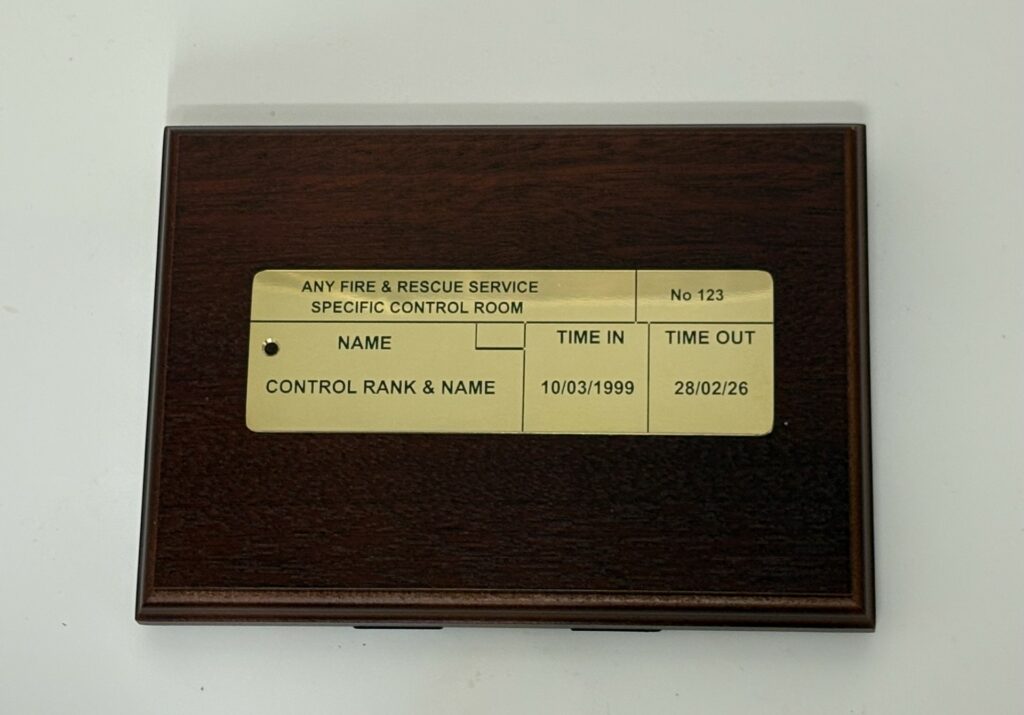 ANY FIRE & RESCUE SERVICE
SPECIFIC CONTROL ROOM
No 123
NAME
TIME IN
TIME OUT
CONTROL RANK & NAME
10/03/1999
28/02/26